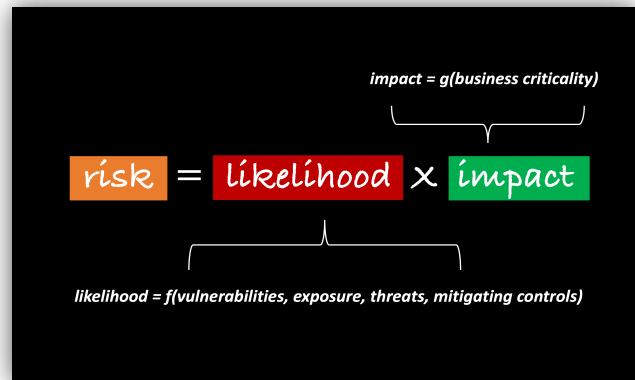 impact = g(business criticality)
risk = likelihood x impact
likelihood = f(vulnerabilities, exposure, threats, mitigating controls)